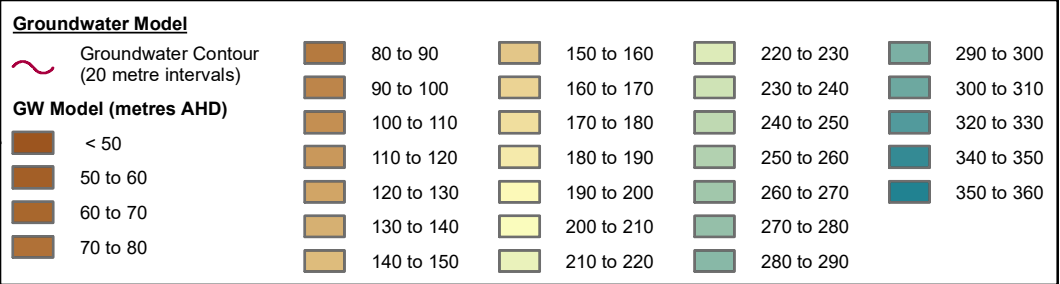 Groundwater Model
Groundwater Contour
(20 metre intervals)
GW Model (metres AHD)
< 50
50 to 60
60 to 70
70 to 80
80 to 90
90 to 100
100 to 110
110 to 120
120 to 130
130 to 140
140 to 150
150 to 160
160 to 170
170 to 180
180 to 190
190 to 200
200 to 210
210 to 220
220 to 230
230 to 240
240 to 250
250 to 260
260 to 270
270 to 280
280 to 290
290 to 300
300 to 310
320 to 330
340 to 350
350 to 360